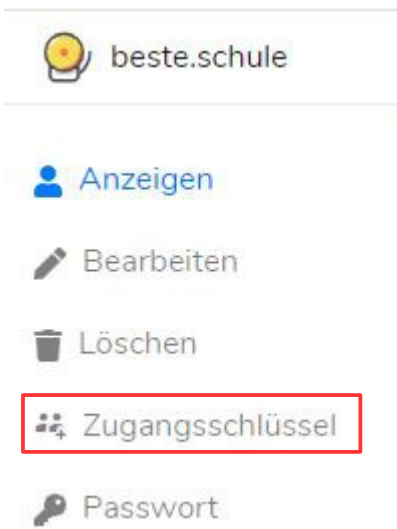 beste.schule
Anzeigen
Bearbeiten
Löschen
Zugangsschlüssel
Passwort